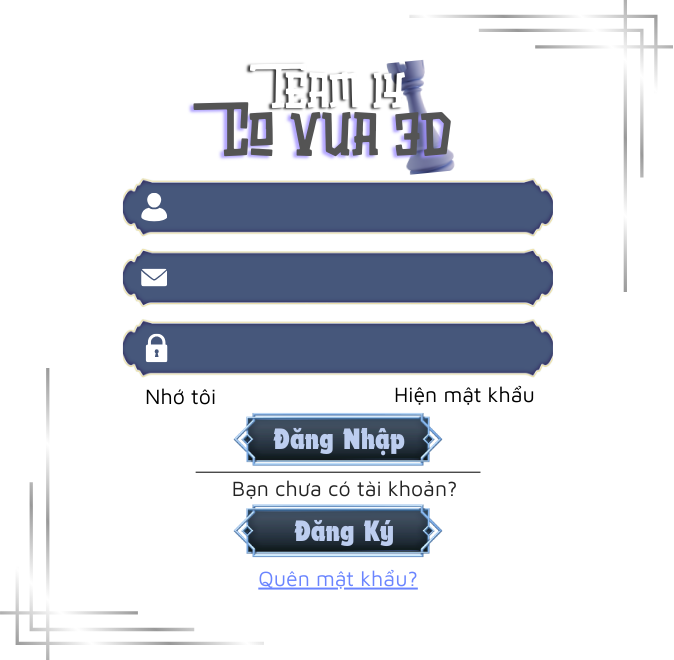 TEAM 14
CO VUA 3D
Nhớ tôi
Hiện mật khẩu
Đăng Nhập
Bạn chưa có tài khoản?
Đăng Ký
Quên mật khẩu?